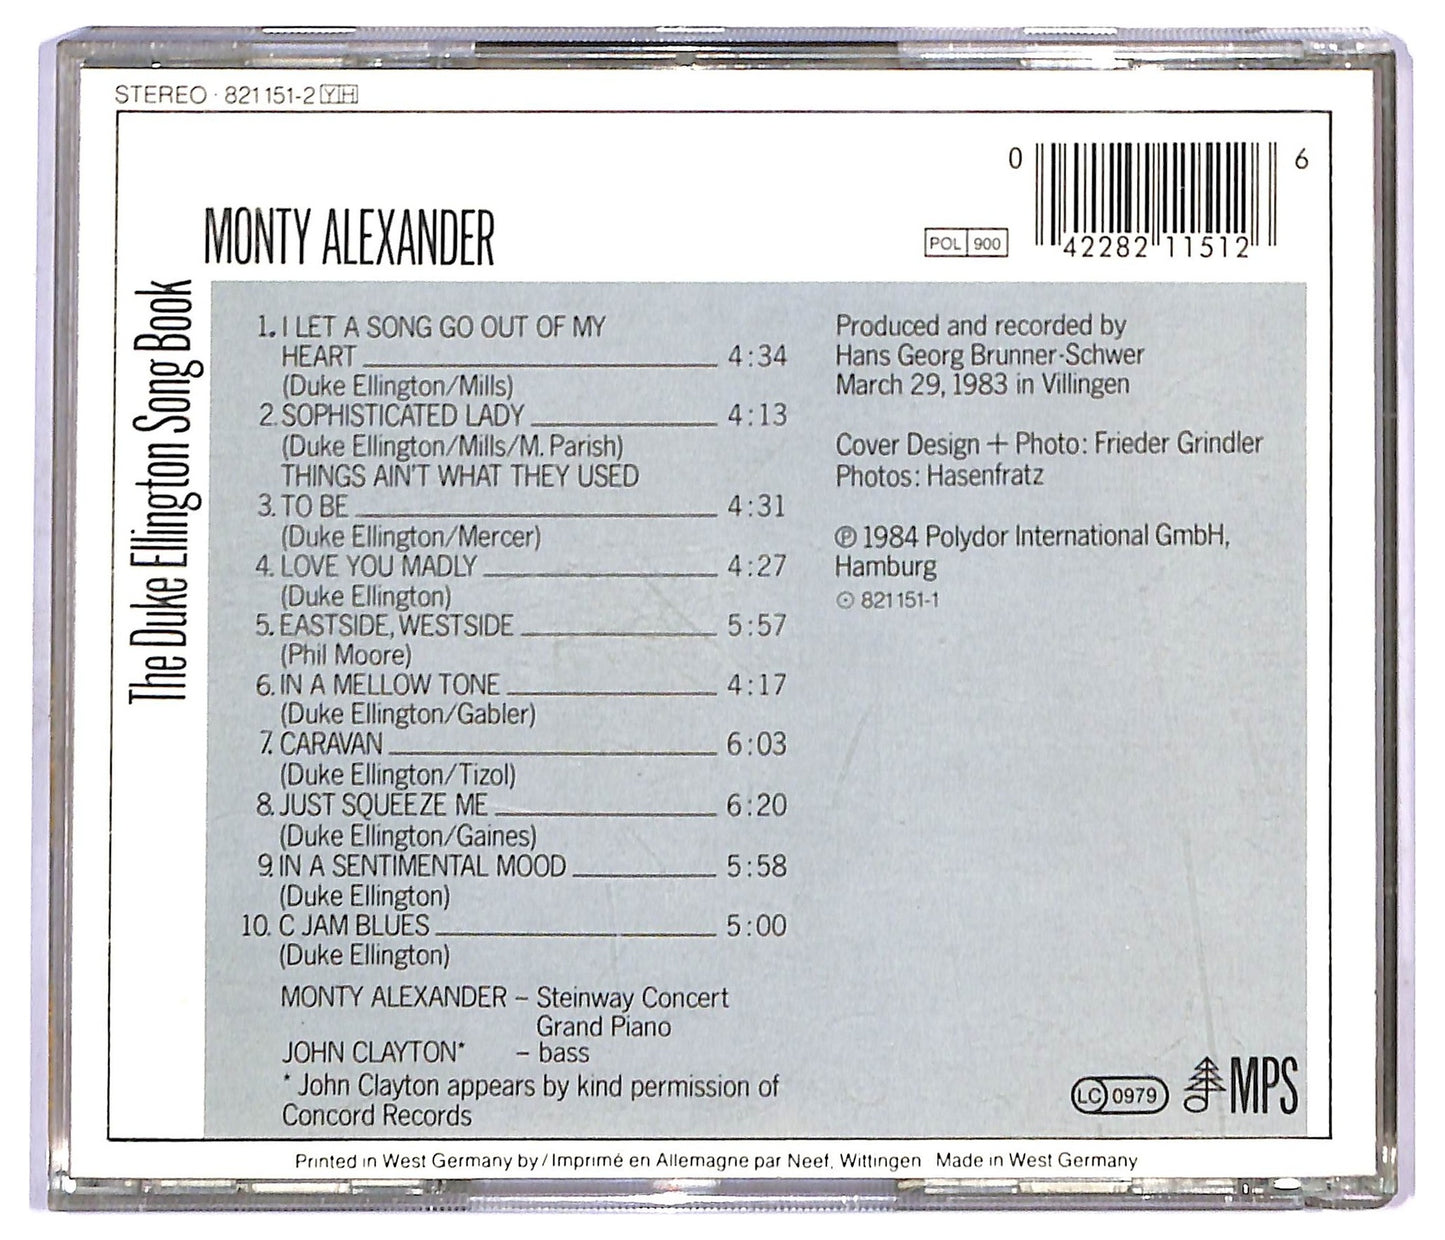 STEREO · 821 151-2 YH
0 42282 11512 6
POL 900
MONTY ALEXANDER
The Duke Ellington Song Book
1. I LET A SONG GO OUT OF MY
HEART 4:34
(Duke Ellington/Mills)
2. SOPHISTICATED LADY 4:13
(Duke Ellington/Mills/M. Parish)
THINGS AIN'T WHAT THEY USED
3. TO BE 4:31
(Duke Ellington/Mercer)
4. LOVE YOU MADLY 4:27
(Duke Ellington)
5. EASTSIDE, WESTSIDE 5:57
(Phil Moore)
6. IN A MELLOW TONE 4:17
(Duke Ellington/Gabler)
7. CARAVAN 6:03
(Duke Ellington/Tizol)
8. JUST SQUEEZE ME 6:20
(Duke Ellington/Gaines)
9. IN A SENTIMENTAL MOOD 5:58
(Duke Ellington)
10. C JAM BLUES 5:00
(Duke Ellington)
MONTY ALEXANDER – Steinway Concert
Grand Piano
JOHN CLAYTON* – bass
* John Clayton appears by kind permission of
Concord Records
Produced and recorded by
Hans Georg Brunner-Schwer
March 29, 1983 in Villingen
Cover Design + Photo: Frieder Grindler
Photos: Hasenfratz
℗ 1984 Polydor International GmbH,
Hamburg
⊙ 821 151-1
LC 0979
MPS
Printed in West Germany by / Imprimé en Allemagne par Neef, Wittingen Made in West Germany